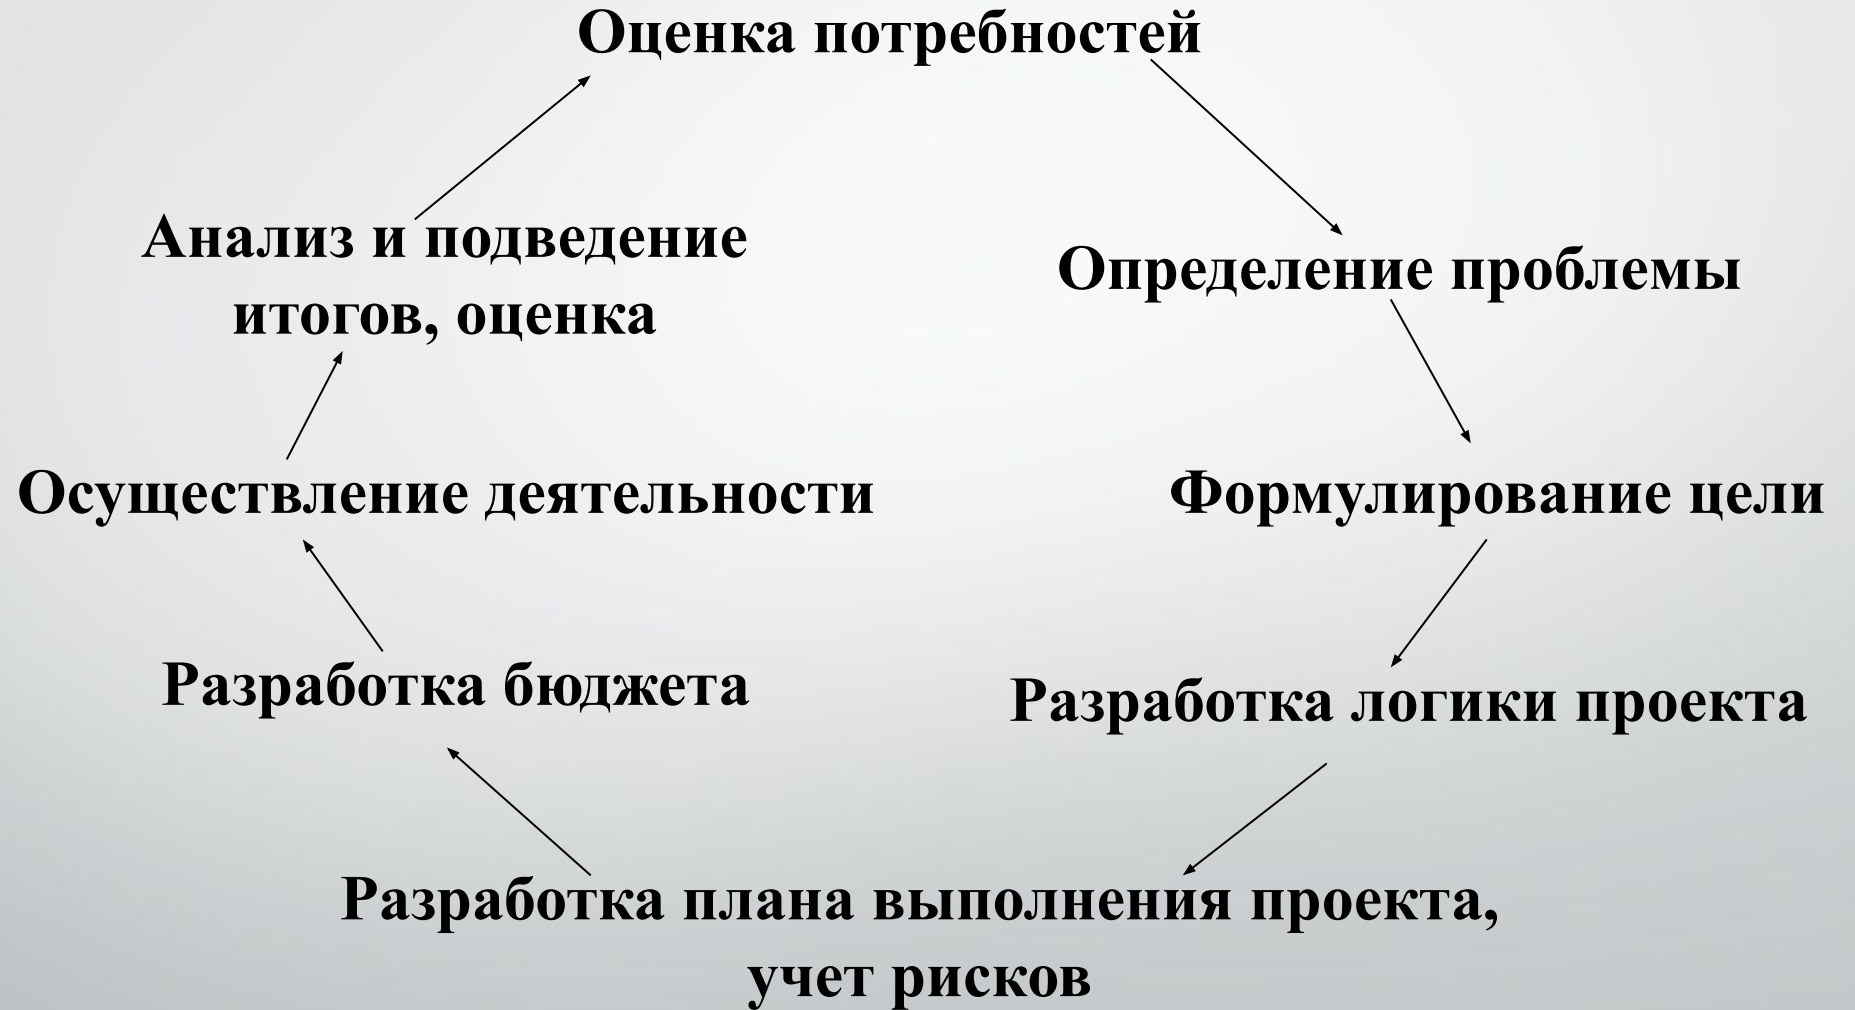 Оценка потребностей
Анализ и подведение
итогов, оценка
Определение проблемы
Осуществление деятельности
Формулирование цели
Разработка бюджета
Разработка логики проекта
Разработка плана выполнения проекта,
учет рисков